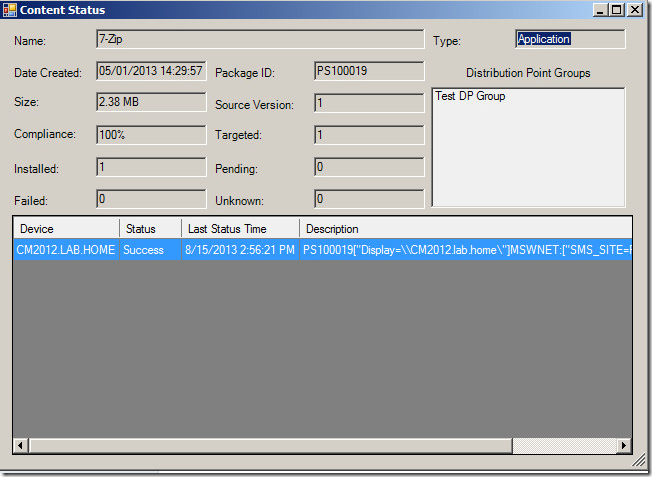 Content Status
Name: 7-Zip Type: Application
Date Created: 05/01/2013 14:29:57 Package ID: PS100019 Distribution Point Groups
Size: 2.38 MB Source Version: 1 Test DP Group
Compliance: 100% Targeted: 1
Installed: 1 Pending: 0
Failed: 0 Unknown: 0
Device Status Last Status Time Description
CM2012.LAB.HOME Success 8/15/2013 2:56:21 PM PS100019["Display=\\CM2012.lab.home\"]MSWNET:["SMS_SITE=